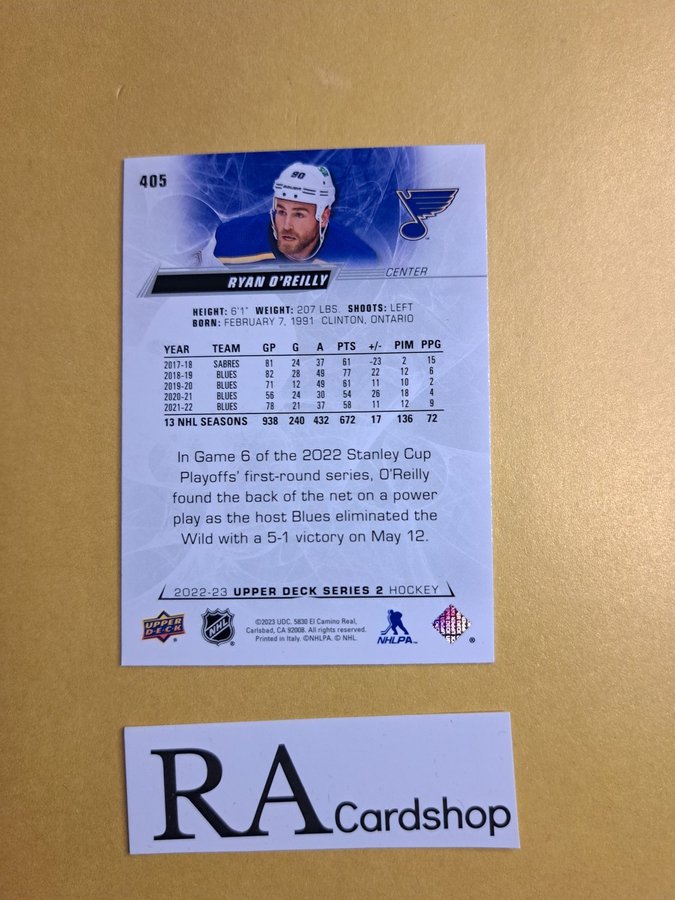 405
90
RYAN O'REILLY
CENTER
HEIGHT: 6'1" WEIGHT: 207 LBS. SHOOTS: LEFT
BORN: FEBRUARY 7, 1991 CLINTON, ONTARIO
YEAR TEAM GP G A PTS +/- PIM PPG
2017-18 SABRES 81 24 37 61 -23 2 15
2018-19 BLUES 82 28 49 77 22 12 6
2019-20 BLUES 71 12 49 61 11 10 2
2020-21 BLUES 56 24 30 54 26 18 4
2021-22 BLUES 78 21 37 58 11 12 9
13 NHL SEASONS 938 240 432 672 17 136 72
In Game 6 of the 2022 Stanley Cup
Playoffs' first-round series, O'Reilly
found the back of the net on a power
play as the host Blues eliminated the
Wild with a 5-1 victory on May 12.
2022-23 UPPER DECK SERIES 2 HOCKEY
UPPER DECK ®
NHL
©2023 UDC. 5830 El Camino Real,
Carlsbad, CA 92008. All rights reserved.
Printed in Italy. ©NHLPA. © NHL.
NHLPA
®
RA Cardshop